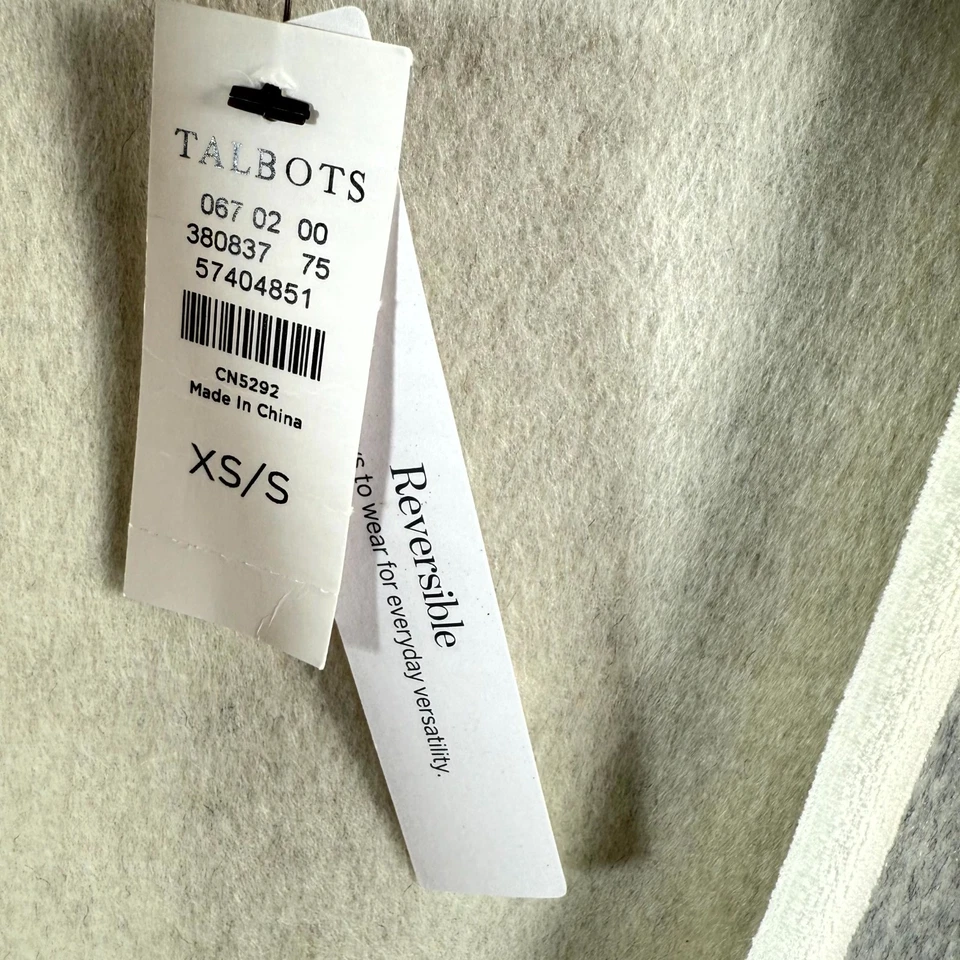 TALBOTS
067 02 00
380837 75
57404851
CN5292
Made In China
XS/S
Reversible
to wear for everyday versatility.